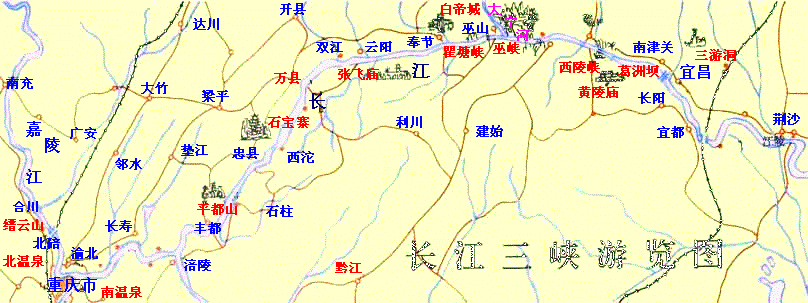 白帝城
大宁河
开县
达川
双江
云阳
奉节
巫山
瞿塘峡
巫峡
南津关
三游洞
西陵峡
葛洲坝
宜昌
南充
大竹
万县
张飞庙
江
黄陵庙
梁平
长
长阳
石宝寨
荆沙
江陵
嘉
陵
江
广安
利川
建始
宜都
邻水
垫江
忠县
西沱
合川
平都山
石柱
缙云山
长寿
丰都
北碚
渝北
长江三峡游览图
北温泉
涪陵
黔江
重庆市
南温泉